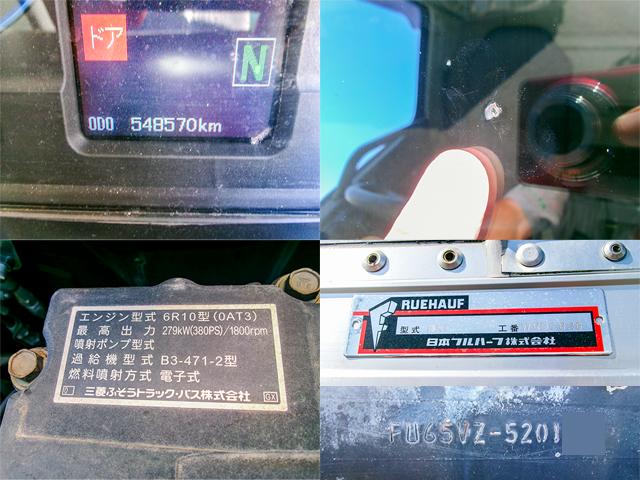 ドア
N
ODO 548570km
エンジン型式 6R10型(0AT3)
最高出力 279kW(380PS)/1800rpm
噴射ポンプ型式
過給機型式 B3-471-2型
燃料噴射方式 電子式
三菱ふそうトラック・バス株式会社
RUEHAUF
型式 工番
日本フルハーフ株式会社
FW65VZ-5201